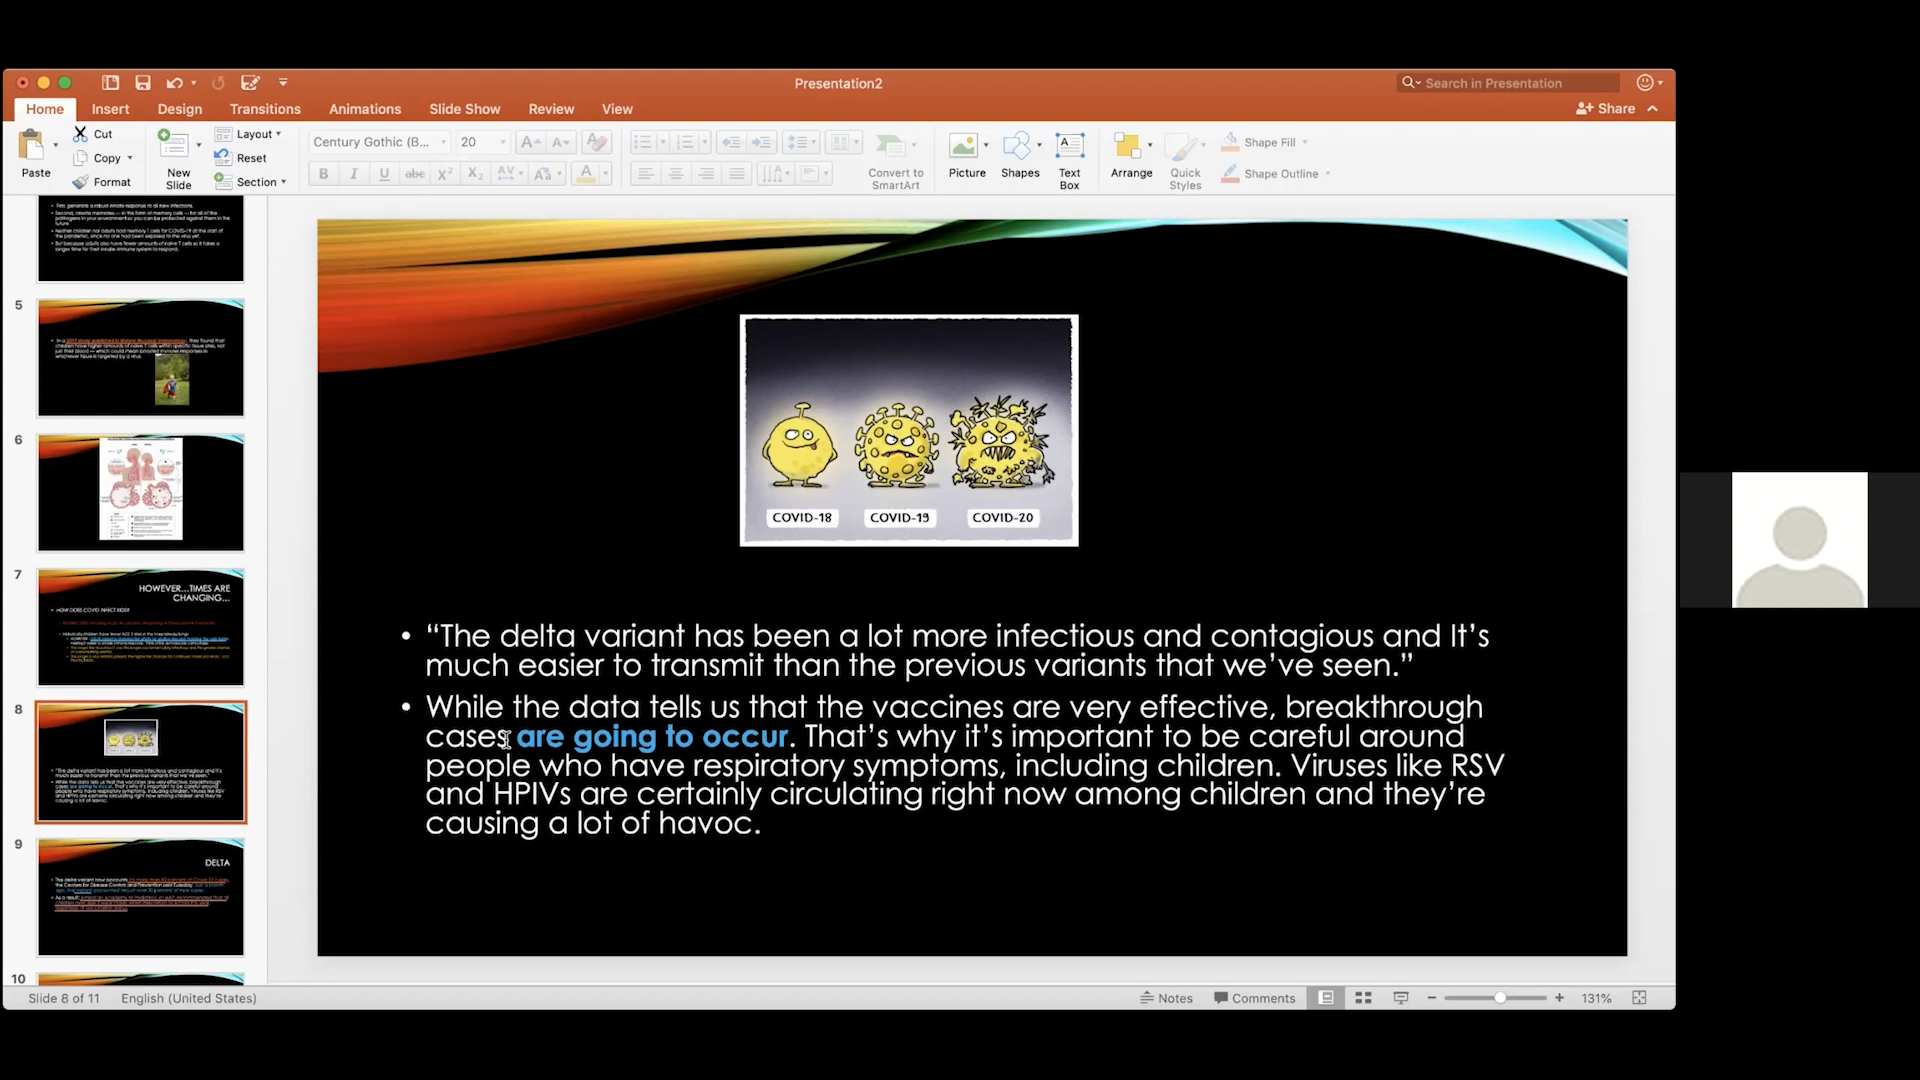 Presentation2
Search in Presentation
Home Insert Design Transitions Animations Slide Show Review View
Share
Paste
Cut
Copy
Format
New
Slide
Layout
Reset
Section
Century Gothic (B... 20
B I U abc X² X₂ AV Aa A
Convert to
SmartArt
Picture
Shapes
Text
Box
Arrange
Quick
Styles
Shape Fill
Shape Outline
5
6
7
HOWEVER...TIMES ARE
CHANGING...
8
9
DELTA
10
COVID-18 COVID-19 COVID-20
• “The delta variant has been a lot more infectious and contagious and It’s
much easier to transmit than the previous variants that we’ve seen.”
• While the data tells us that the vaccines are very effective, breakthrough
cases are going to occur. That’s why it’s important to be careful around
people who have respiratory symptoms, including children. Viruses like RSV
and HPIVs are certainly circulating right now among children and they’re
causing a lot of havoc.
Slide 8 of 11 English (United States)
Notes Comments 131%